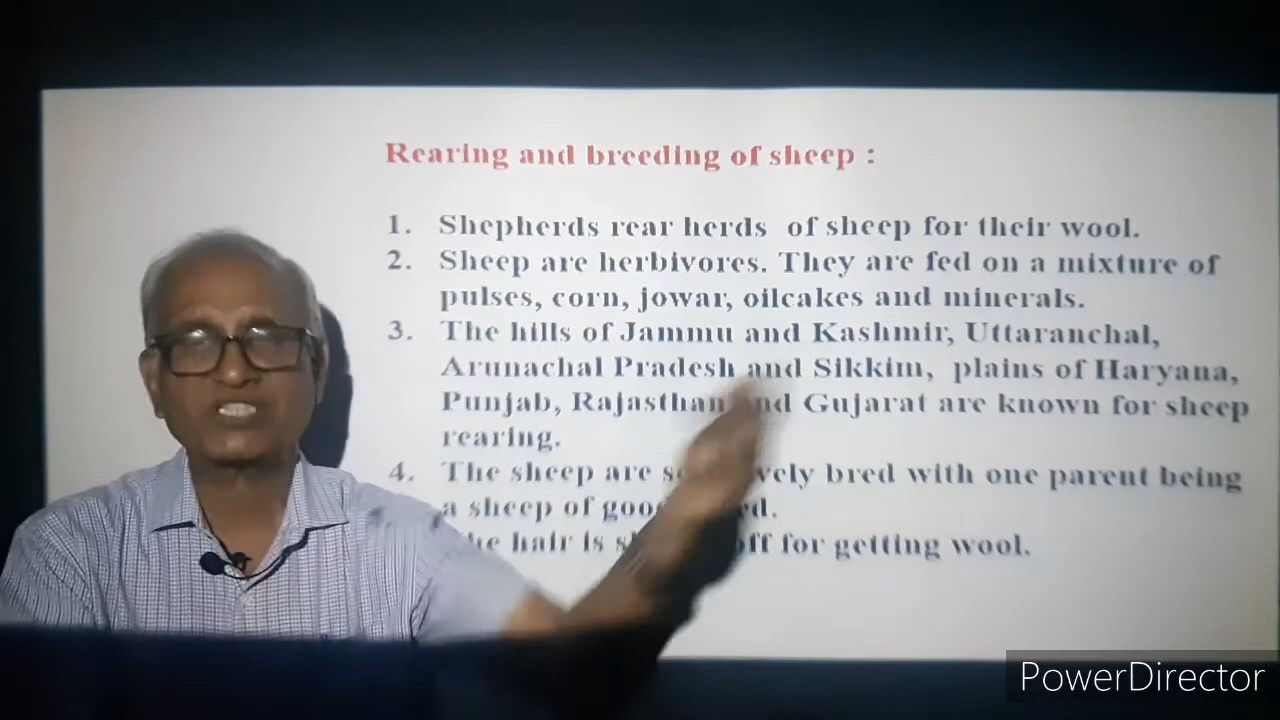 Rearing and breeding of sheep :
1. Shepherds rear herds of sheep for their wool.
2. Sheep are herbivores. They are fed on a mixture of
pulses, corn, jowar, oilcakes and minerals.
3. The hills of Jammu and Kashmir, Uttaranchal,
Arunachal Pradesh and Sikkim, plains of Haryana,
Punjab, Rajasthan and Gujarat are known for sheep
rearing.
4. The sheep are bred with one parent being
a sheep of
hair is off for getting wool.
PowerDirector